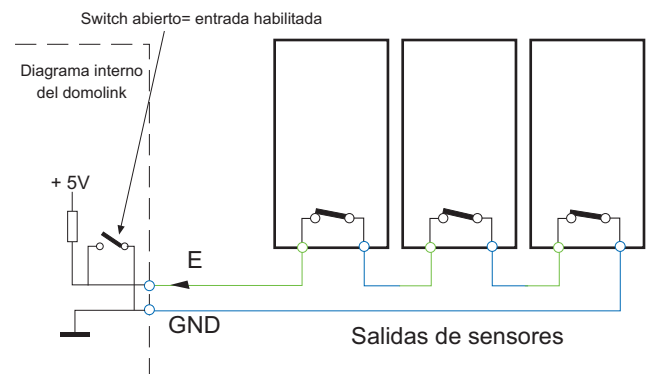 Switch abierto= entrada habilitada
Diagrama interno
del domolink
+ 5V
E
GND
Salidas de sensores